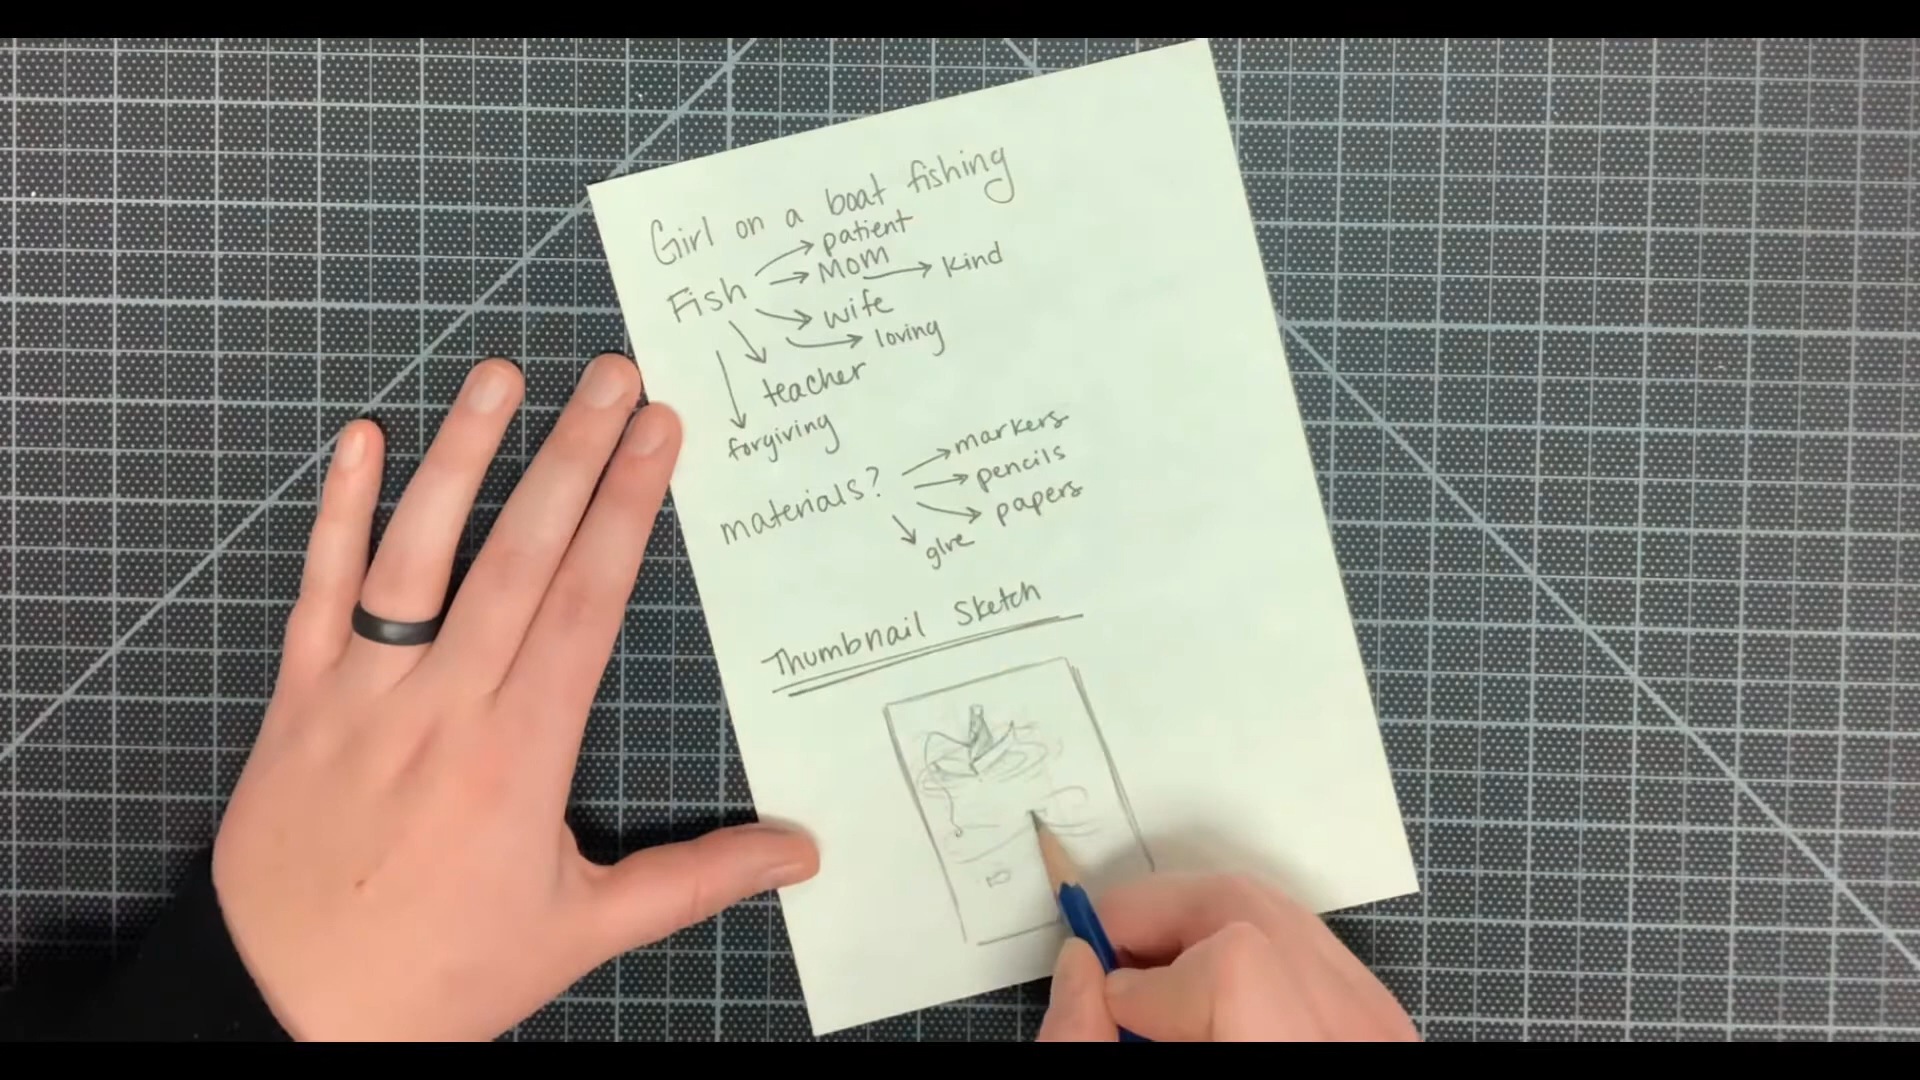 Girl on a boat fishing
Fish
patient
Mom
kind
wife
loving
teacher
forgiving
materials?
markers
pencils
papers
glue
Thumbnail Sketch